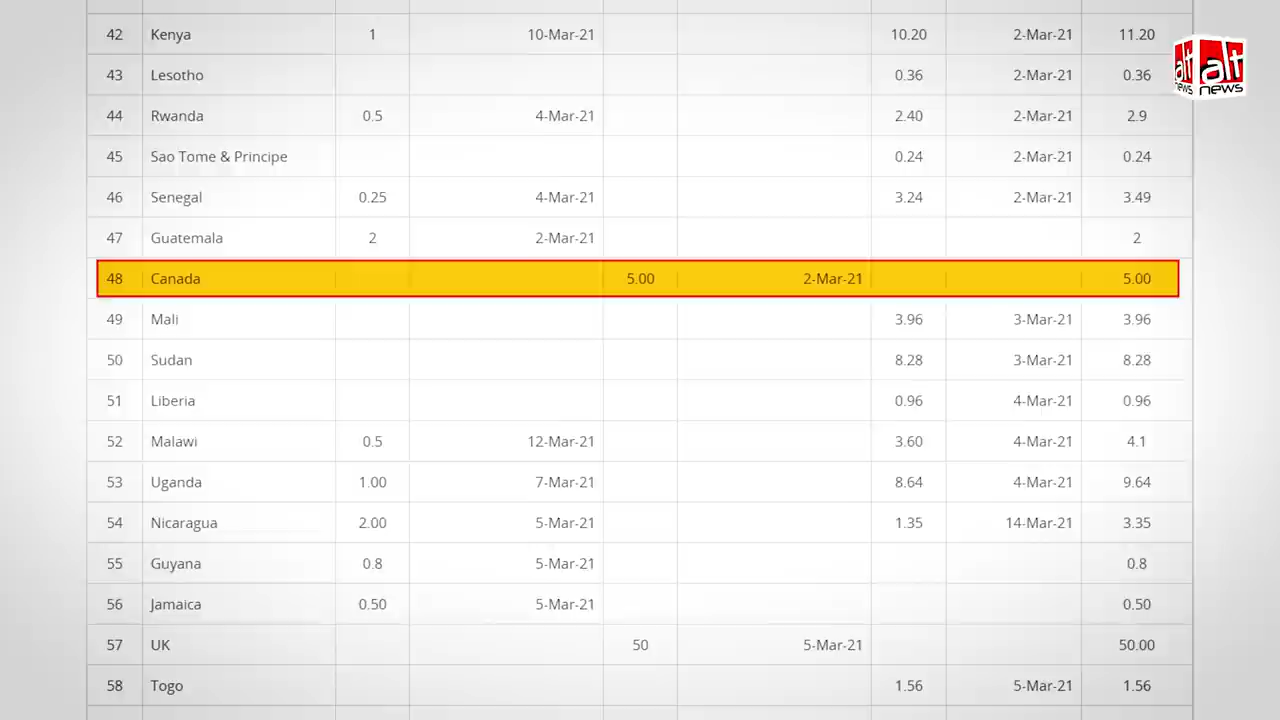 42 Kenya 1 10-Mar-21 10.20 2-Mar-21 11.20
43 Lesotho 0.36 2-Mar-21 0.36
44 Rwanda 0.5 4-Mar-21 2.40 2-Mar-21 2.9
45 Sao Tome & Principe 0.24 2-Mar-21 0.24
46 Senegal 0.25 4-Mar-21 3.24 2-Mar-21 3.49
47 Guatemala 2 2-Mar-21 2
48 Canada 5.00 2-Mar-21 5.00
49 Mali 3.96 3-Mar-21 3.96
50 Sudan 8.28 3-Mar-21 8.28
51 Liberia 0.96 4-Mar-21 0.96
52 Malawi 0.5 12-Mar-21 3.60 4-Mar-21 4.1
53 Uganda 1.00 7-Mar-21 8.64 4-Mar-21 9.64
54 Nicaragua 2.00 5-Mar-21 1.35 14-Mar-21 3.35
55 Guyana 0.8 5-Mar-21 0.8
56 Jamaica 0.50 5-Mar-21 0.50
57 UK 50 5-Mar-21 50.00
58 Togo 1.56 5-Mar-21 1.56
alt alt
news news